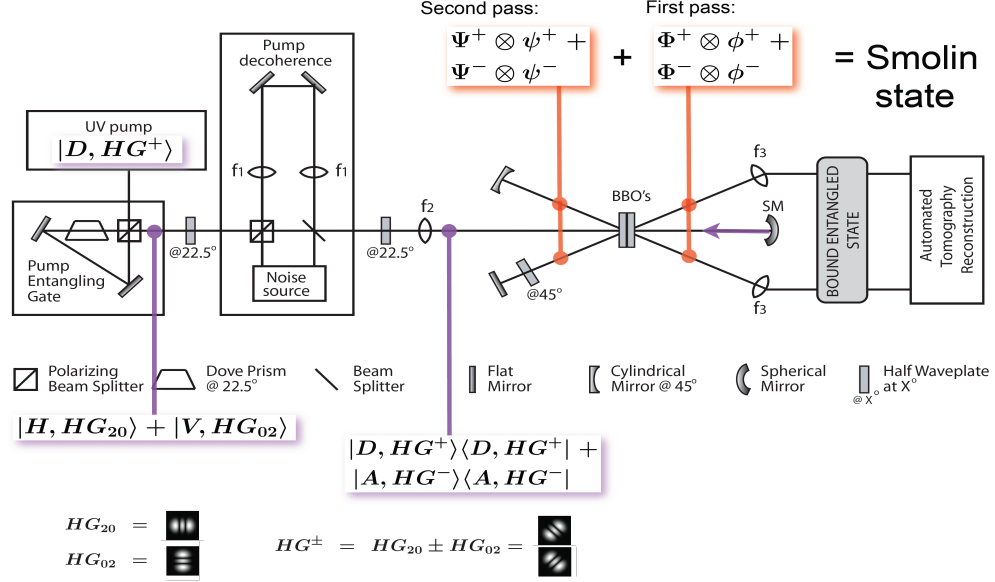 Second pass:
First pass:
Ψ⁺ ⊗ ψ⁺ +
Ψ⁻ ⊗ ψ⁻
+
Φ⁺ ⊗ ϕ⁺ +
Φ⁻ ⊗ ϕ⁻
= Smolin
state
Pump
decoherence
UV pump
|D, HG⁺⟩
f1
f1
f2
f3
BBO's
SM
@22.5°
@22.5°
@45°
Pump
Entangling
Gate
Noise
source
f3
BOUND ENTANGLED
STATE
Automated
Tomography
Reconstruction
Polarizing
Beam Splitter
Dove Prism
@ 22.5°
Beam
Splitter
Flat
Mirror
Cylindrical
Mirror @ 45°
Spherical
Mirror
@ X°
Half Waveplate
at X°
|H, HG₂₀⟩ + |V, HG₀₂⟩
|D, HG⁺⟩⟨D, HG⁺| +
|A, HG⁻⟩⟨A, HG⁻|
HG₂₀ =
HG₀₂ =
HG± = HG₂₀ ± HG₀₂ =